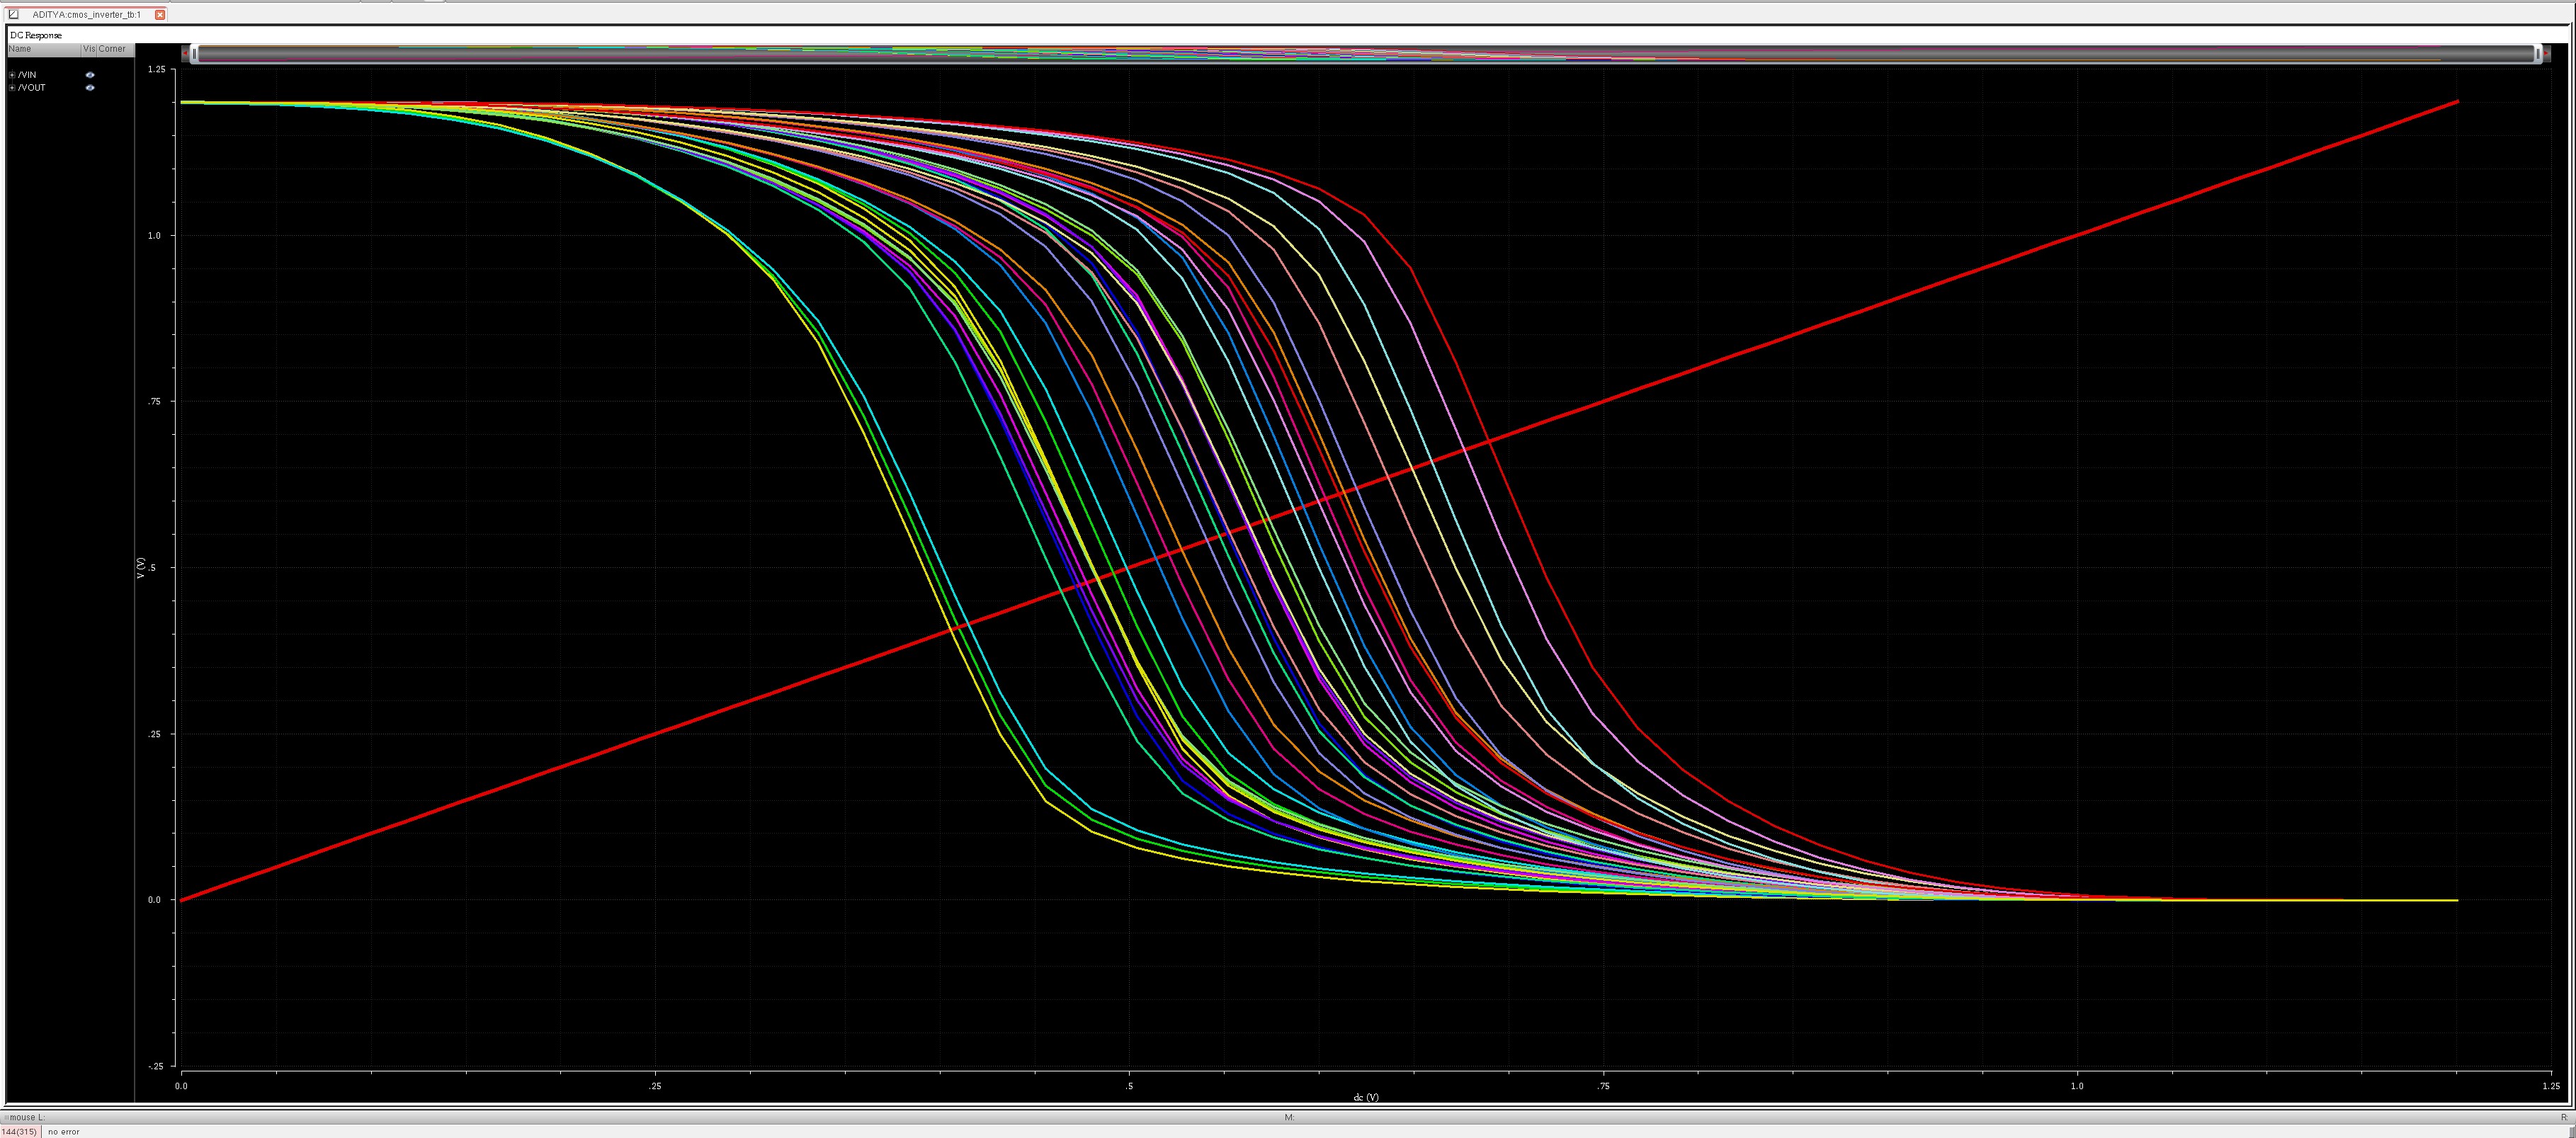 ADITYA:cmos_inverter_tb:1
DC Response
Name Vis Corner
/VIN
/VOUT
1.25
1.0
.75
.5
.25
0.0
-.25
V (V)
0.0 .25 .5 .75 1.0 1.25
dc (V)
mouse L: M: R:
144(315) no error